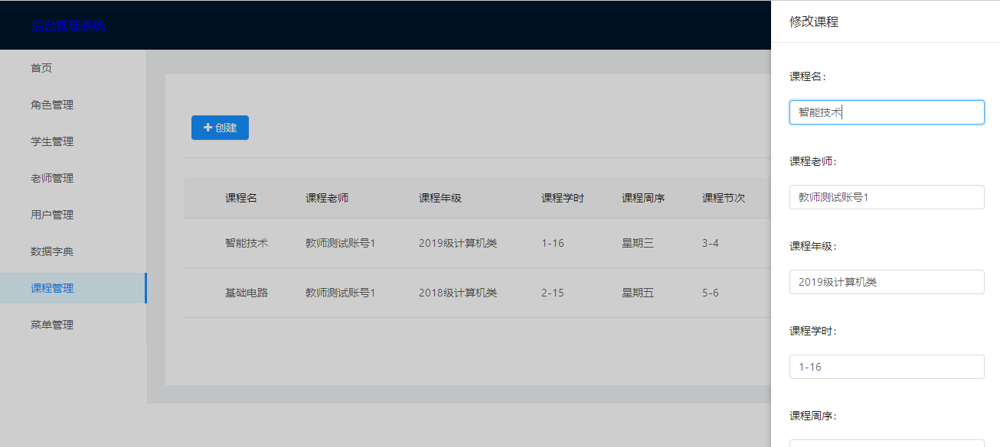 后台管理系统
首页
角色管理
学生管理
老师管理
用户管理
数据字典
课程管理
菜单管理
创建
课程名 课程老师 课程年级 课程学时 课程周序 课程节次
智能技术 教师测试账号1 2019级计算机类 1-16 星期三 3-4
基础电路 教师测试账号1 2018级计算机类 2-15 星期五 5-6
修改课程
课程名:
智能技术
课程老师:
教师测试账号1
课程年级:
2019级计算机类
课程学时:
1-16
课程周序: